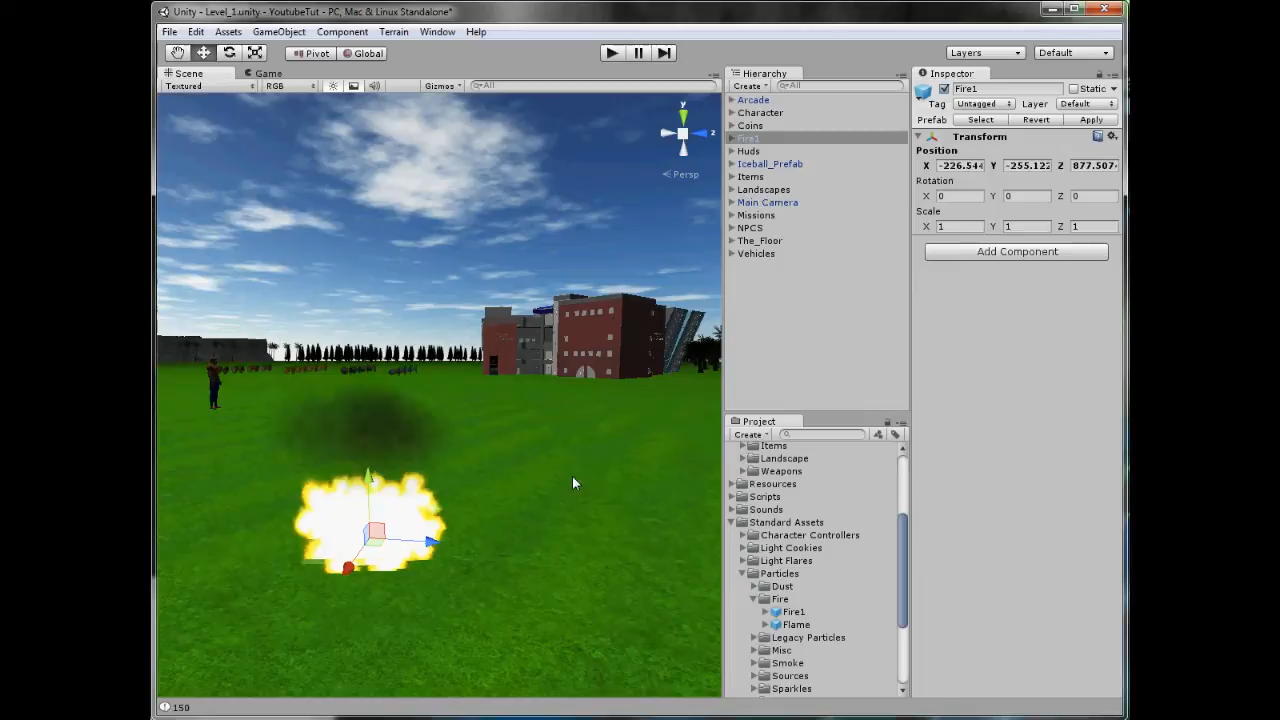 Unity - Level_1.unity - YoutubeTut - PC, Mac & Linux Standalone*
File Edit Assets GameObject Component Terrain Window Help
Pivot Global Layers Default
Scene Game
Textured RGB Gizmos All
y
z
Persp
Hierarchy
Create All
Arcade
Character
Coins
Fire1
Huds
Iceball_Prefab
Items
Landscapes
Main Camera
Missions
NPCS
The_Floor
Vehicles
Project
Create
Items
Landscape
Weapons
Resources
Scripts
Sounds
Standard Assets
Character Controllers
Light Cookies
Light Flares
Particles
Dust
Fire
Fire1
Flame
Legacy Particles
Misc
Smoke
Sources
Sparkles
Inspector
Fire1 Static
Tag Untagged Layer Default
Prefab Select Revert Apply
Transform
Position
X -226.544 Y -255.122 Z 877.507
Rotation
X 0 Y 0 Z 0
Scale
X 1 Y 1 Z 1
Add Component
150